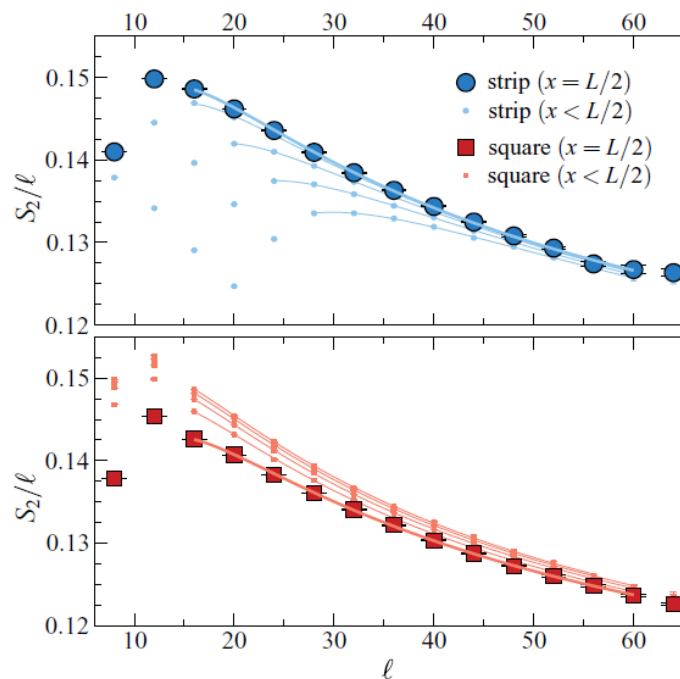 10 20 30 40 50 60
0.15
0.14
0.13
0.12
S₂/ℓ
strip (x = L/2)
strip (x < L/2)
square (x = L/2)
square (x < L/2)
0.15
0.14
0.13
0.12
S₂/ℓ
10 20 30 40 50 60
ℓ